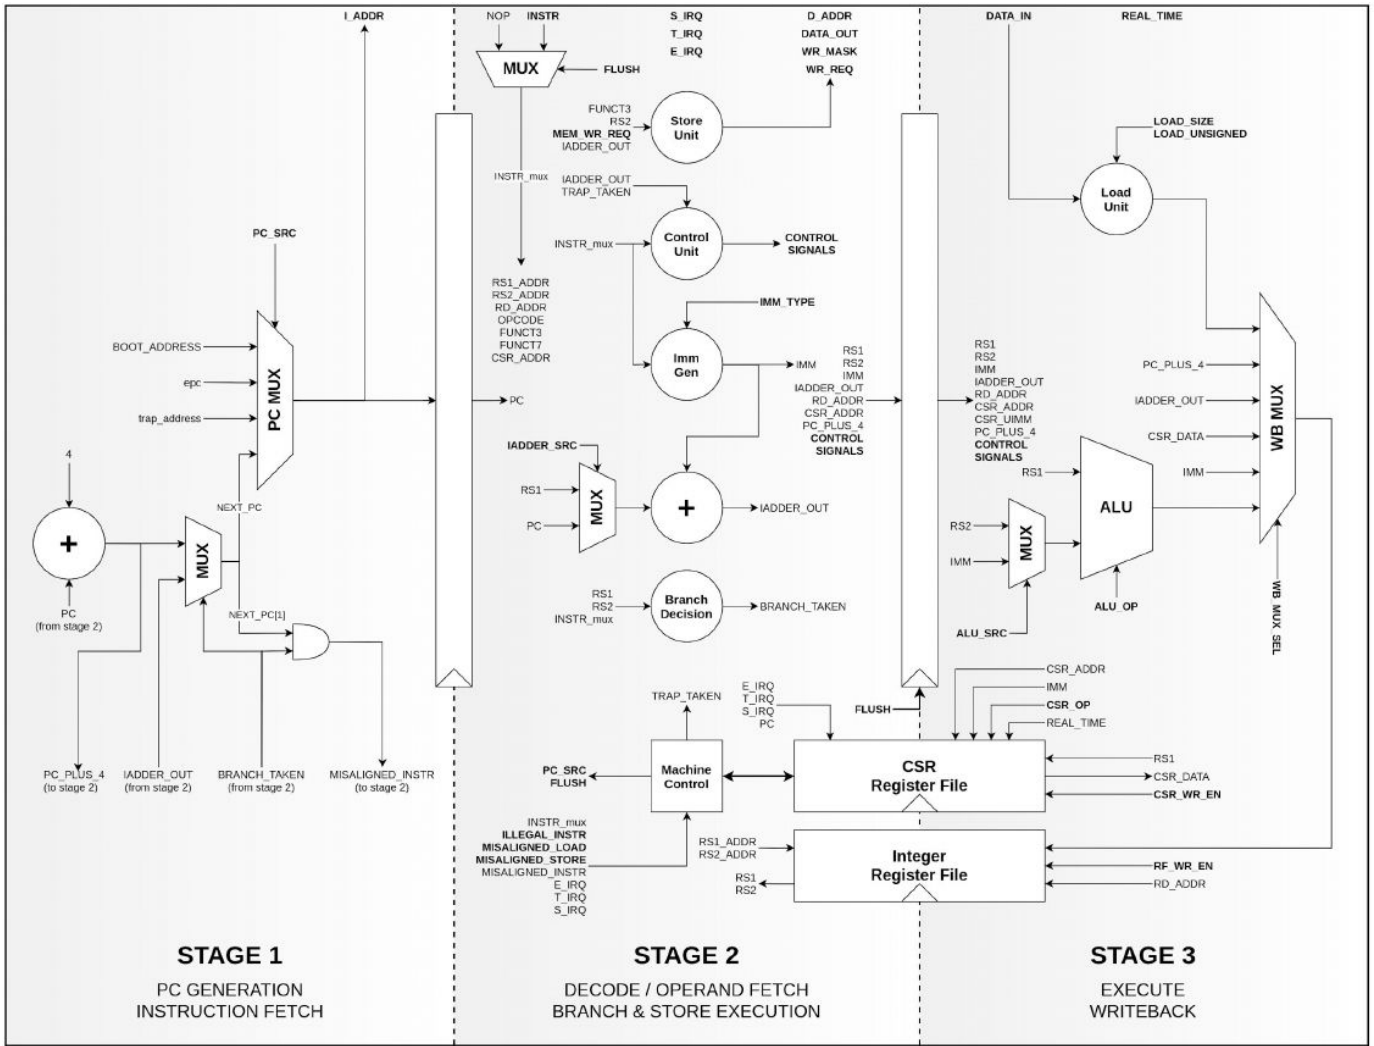 I_ADDR
NOP
INSTR
S_IRQ
T_IRQ
E_IRQ
D_ADDR
DATA_OUT
WR_MASK
WR_REQ
DATA_IN
REAL_TIME
MUX
FLUSH
FUNCT3
RS2
MEM_WR_REQ
IADDER_OUT
Store
Unit
LOAD_SIZE
LOAD_UNSIGNED
INSTR_mux
IADDER_OUT
TRAP_TAKEN
Load
Unit
PC_SRC
INSTR_mux
Control
Unit
CONTROL
SIGNALS
RS1_ADDR
RS2_ADDR
RD_ADDR
OPCODE
FUNCT3
FUNCT7
CSR_ADDR
IMM_TYPE
BOOT_ADDRESS
epc
trap_address
PC MUX
Imm
Gen
IMM
RS1
RS2
IMM
IADDER_OUT
RD_ADDR
CSR_ADDR
PC_PLUS_4
CONTROL
SIGNALS
RS1
RS2
IMM
IADDER_OUT
RD_ADDR
CSR_ADDR
CSR_UIMM
PC_PLUS_4
CONTROL
SIGNALS
PC_PLUS_4
IADDER_OUT
CSR_DATA
IMM
WB MUX
PC
4
IADDER_SRC
RS1
PC
MUX
+
IADDER_OUT
RS1
ALU
RS2
IMM
MUX
NEXT_PC
+
MUX
PC
(from stage 2)
NEXT_PC[1]
RS1
RS2
INSTR_mux
Branch
Decision
BRANCH_TAKEN
ALU_OP
ALU_SRC
WB_MUX_SEL
TRAP_TAKEN
E_IRQ
T_IRQ
S_IRQ
PC
FLUSH
CSR_ADDR
IMM
CSR_OP
REAL_TIME
PC_PLUS_4
(to stage 2)
IADDER_OUT
(from stage 2)
BRANCH_TAKEN
(from stage 2)
MISALIGNED_INSTR
(to stage 2)
PC_SRC
FLUSH
Machine
Control
CSR
Register File
RS1
CSR_DATA
CSR_WR_EN
INSTR_mux
ILLEGAL_INSTR
MISALIGNED_LOAD
MISALIGNED_STORE
MISALIGNED_INSTR
E_IRQ
T_IRQ
S_IRQ
RS1_ADDR
RS2_ADDR
RS1
RS2
Integer
Register File
RF_WR_EN
RD_ADDR
STAGE 1
PC GENERATION
INSTRUCTION FETCH
STAGE 2
DECODE / OPERAND FETCH
BRANCH & STORE EXECUTION
STAGE 3
EXECUTE
WRITEBACK